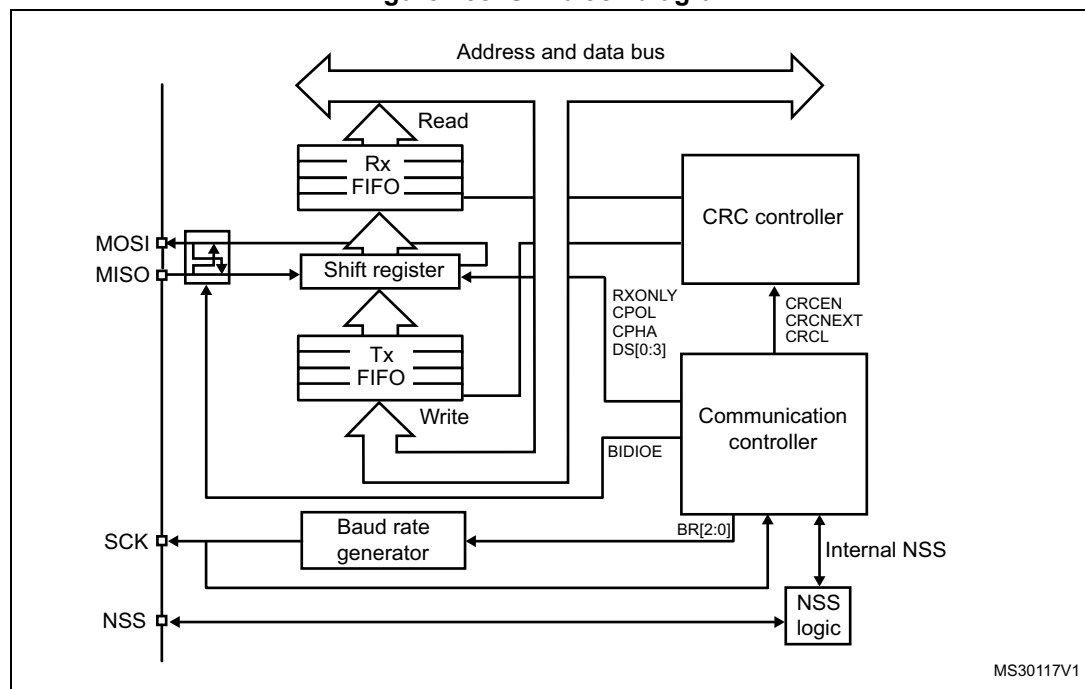 Address and data bus
Read
Rx
FIFO
CRC controller
MOSI
MISO
Shift register
RXONLY
CPOL
CPHA
DS[0:3]
CRCEN
CRCNEXT
CRCL
Tx
FIFO
Write
Communication
controller
BIDIOE
SCK
Baud rate
generator
BR[2:0]
Internal NSS
NSS
NSS
logic
MS30117V1